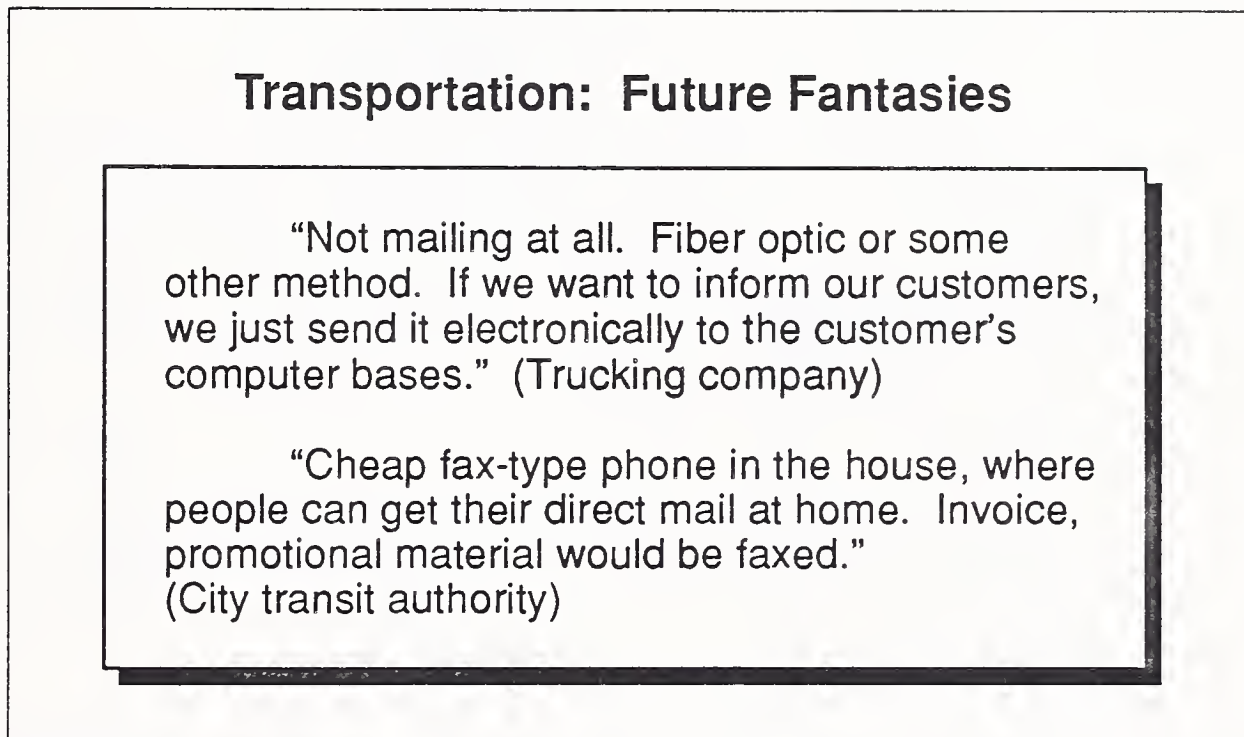 Transportation: Future Fantasies
“Not mailing at all. Fiber optic or some
other method. If we want to inform our customers,
we just send it electronically to the customer’s
computer bases.” (Trucking company)
“Cheap fax-type phone in the house, where
people can get their direct mail at home. Invoice,
promotional material would be faxed.”
(City transit authority)